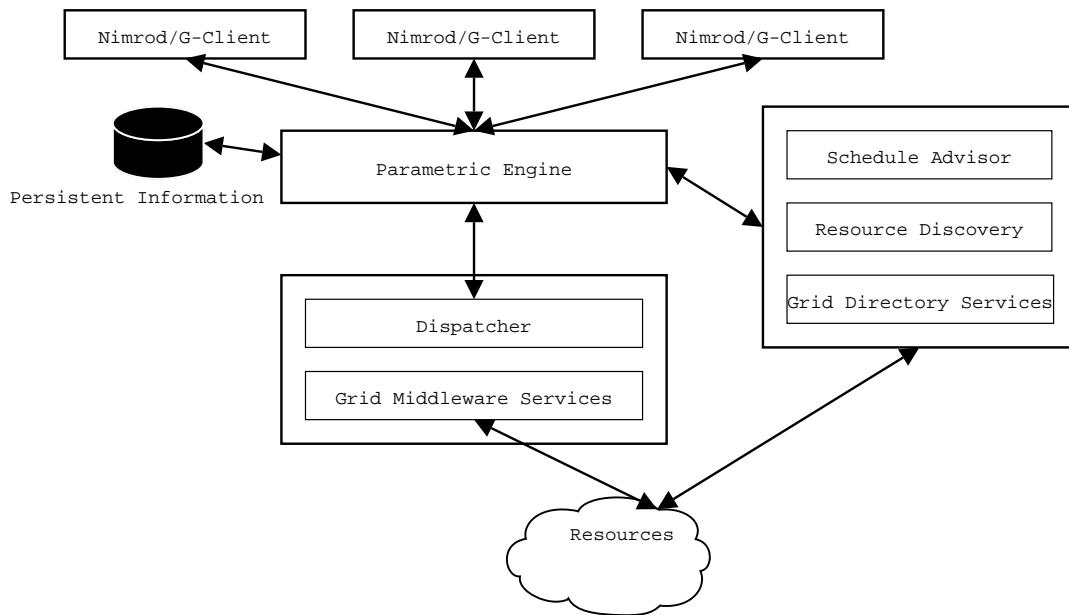 Nimrod/G-Client
Nimrod/G-Client
Nimrod/G-Client
Parametric Engine
Persistent Information
Schedule Advisor
Resource Discovery
Grid Directory Services
Dispatcher
Grid Middleware Services
Resources